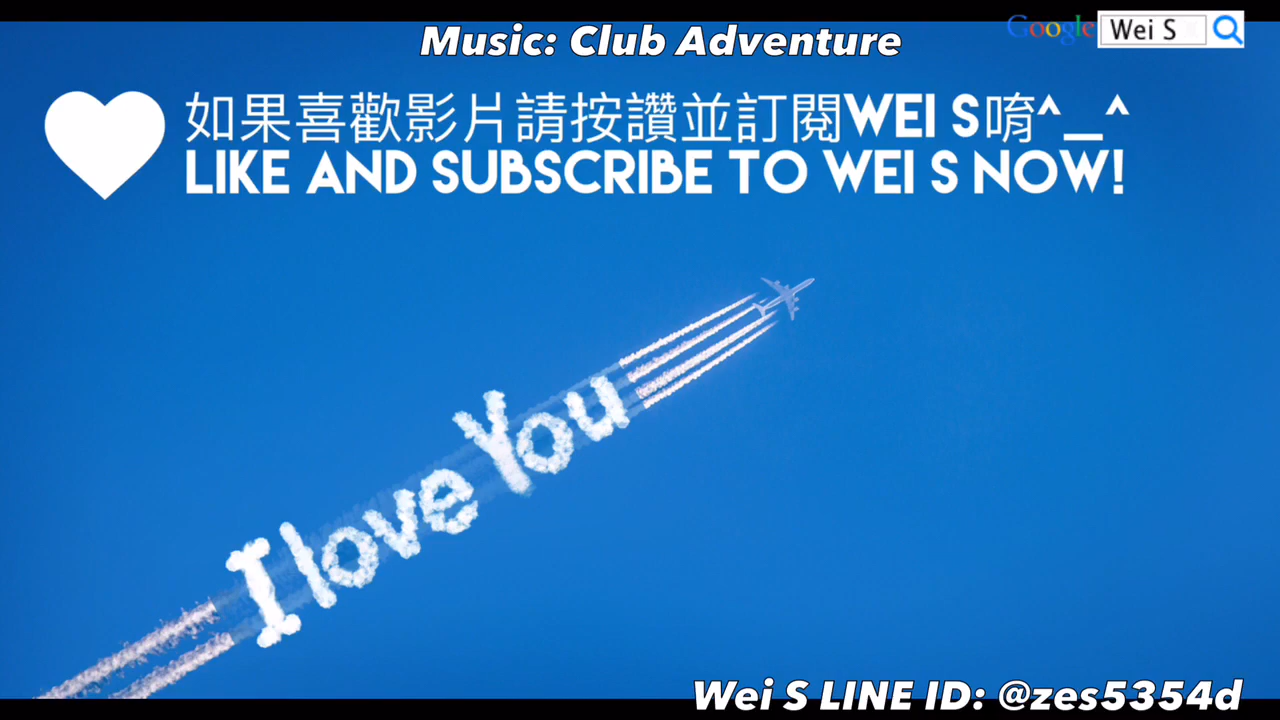 Music: Club Adventure
Google Wei S
如果喜歡影片請按讚並訂閱WEI S唷^_^
LIKE AND SUBSCRIBE TO WEI S NOW!
I love You
Wei S LINE ID: @zes5354d